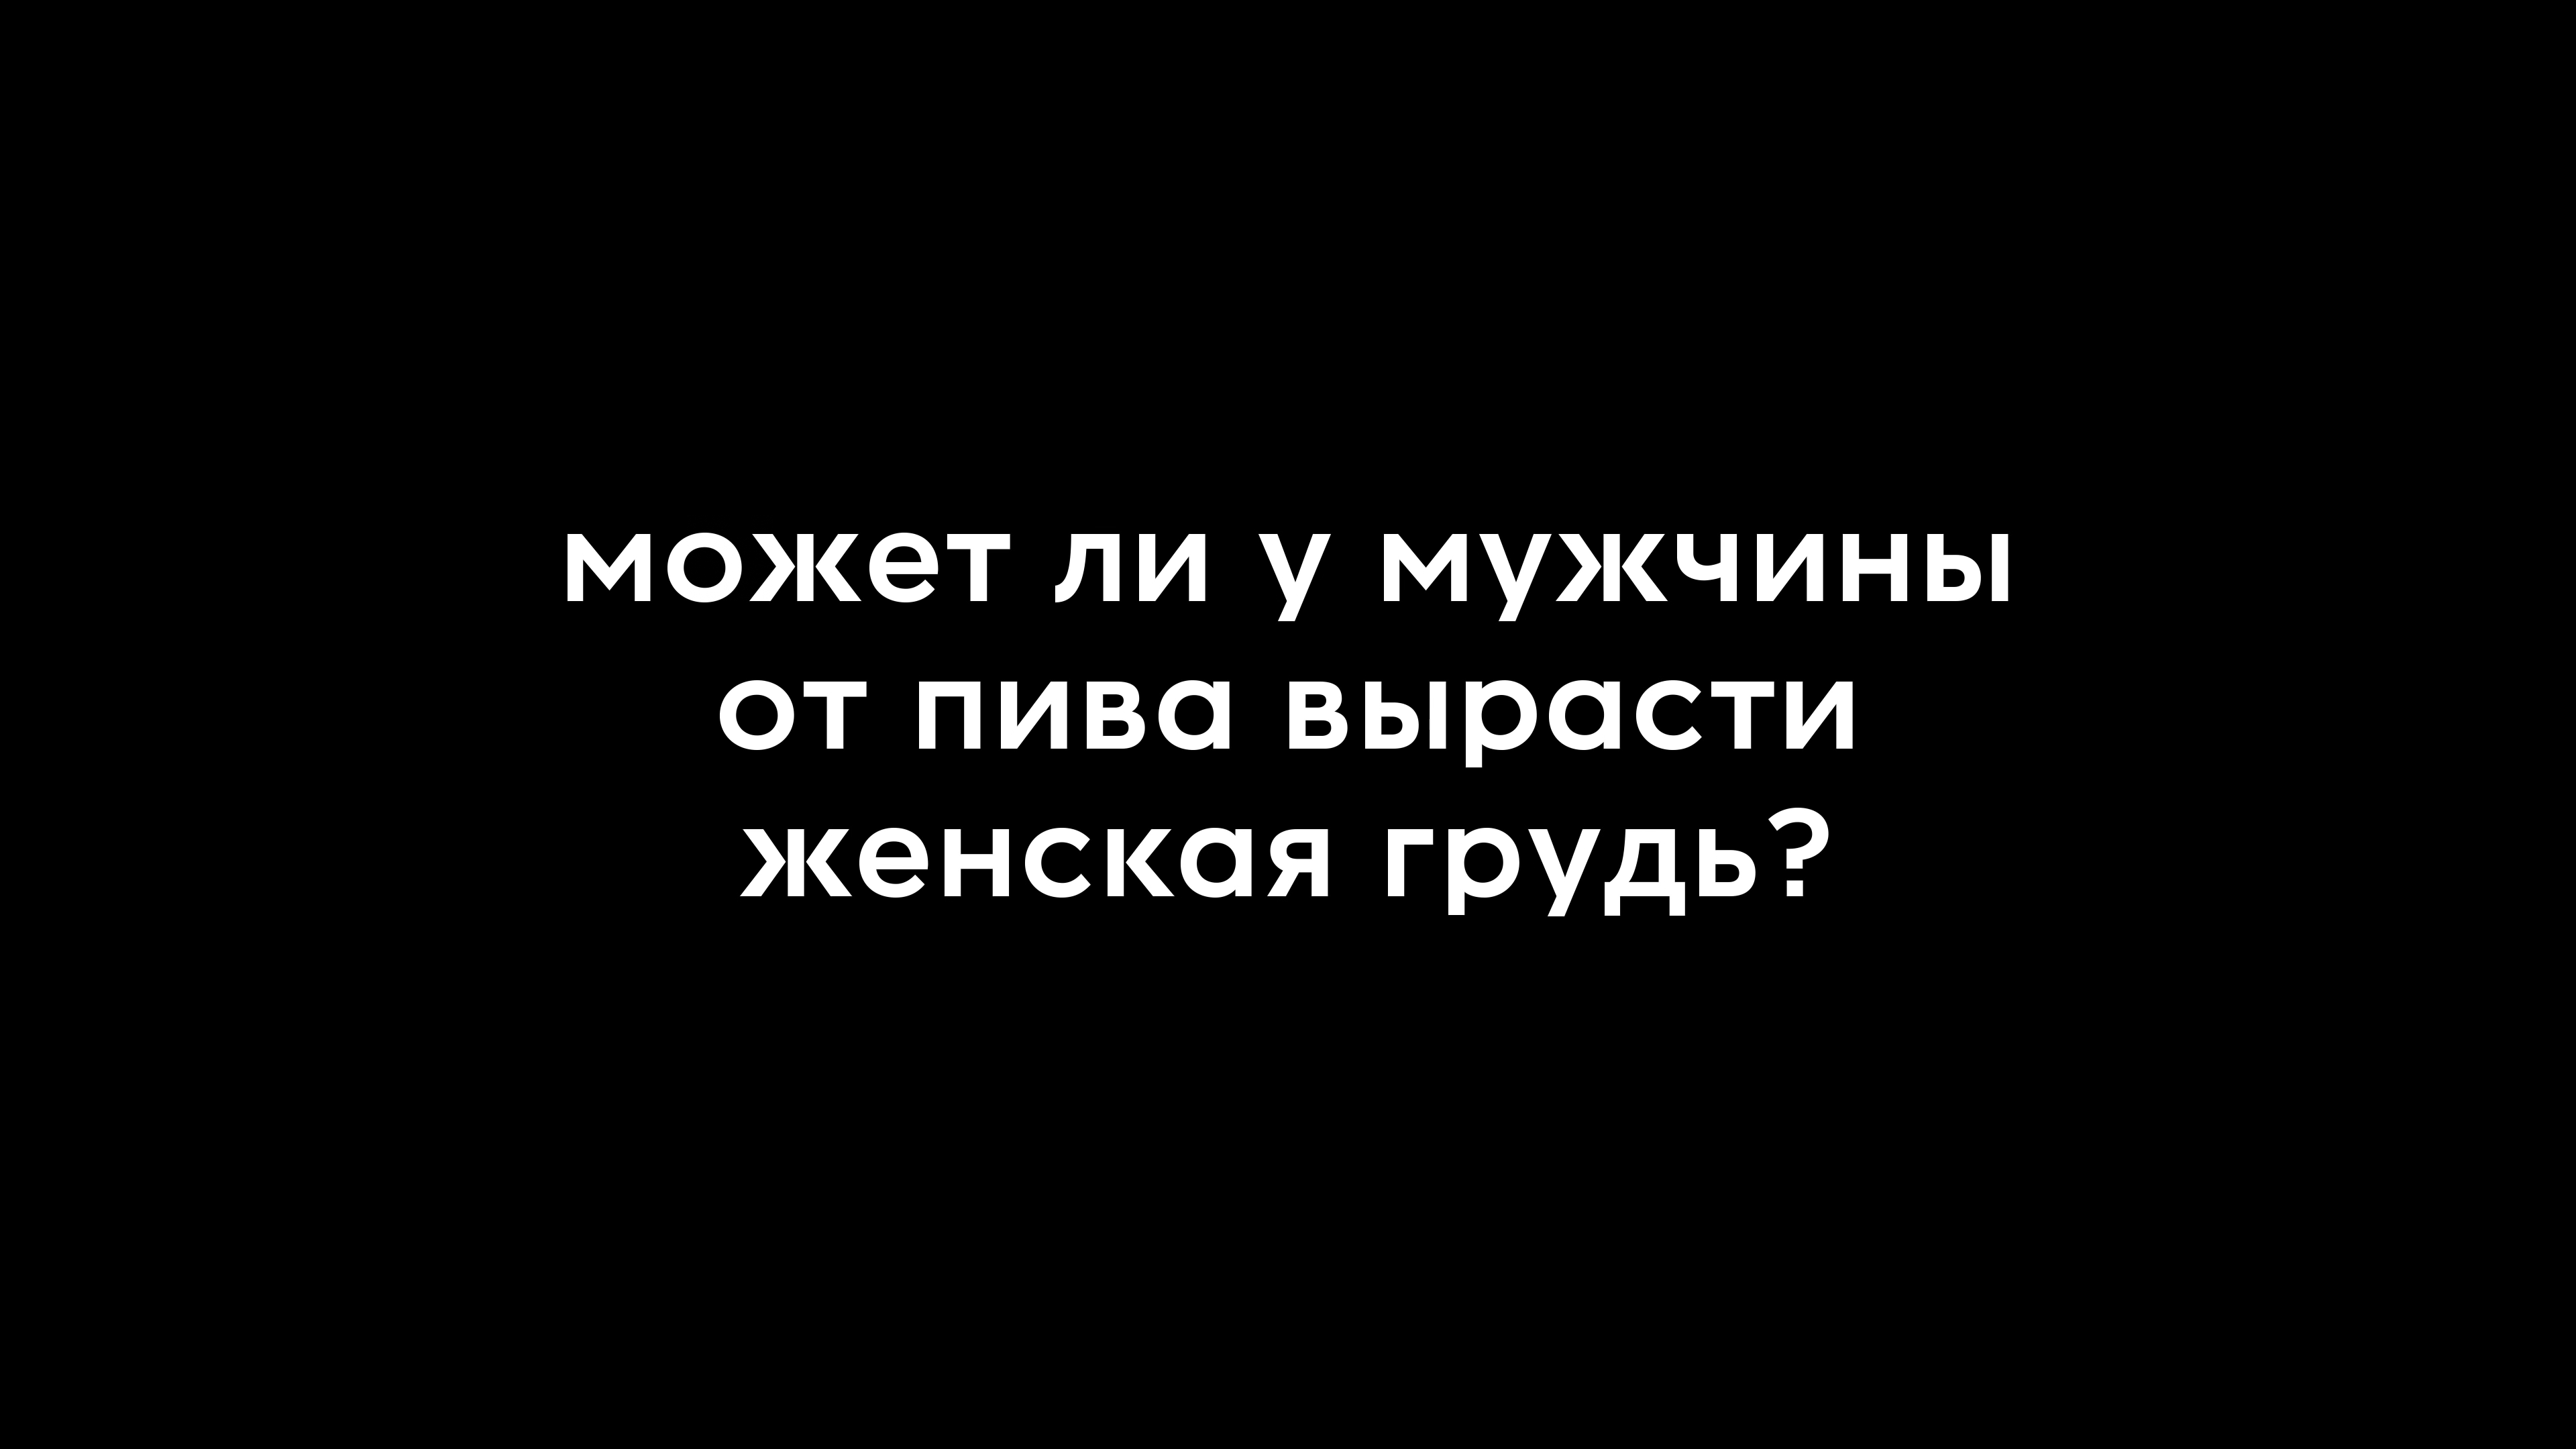 может ли у мужчины
от пива вырасти
женская грудь?